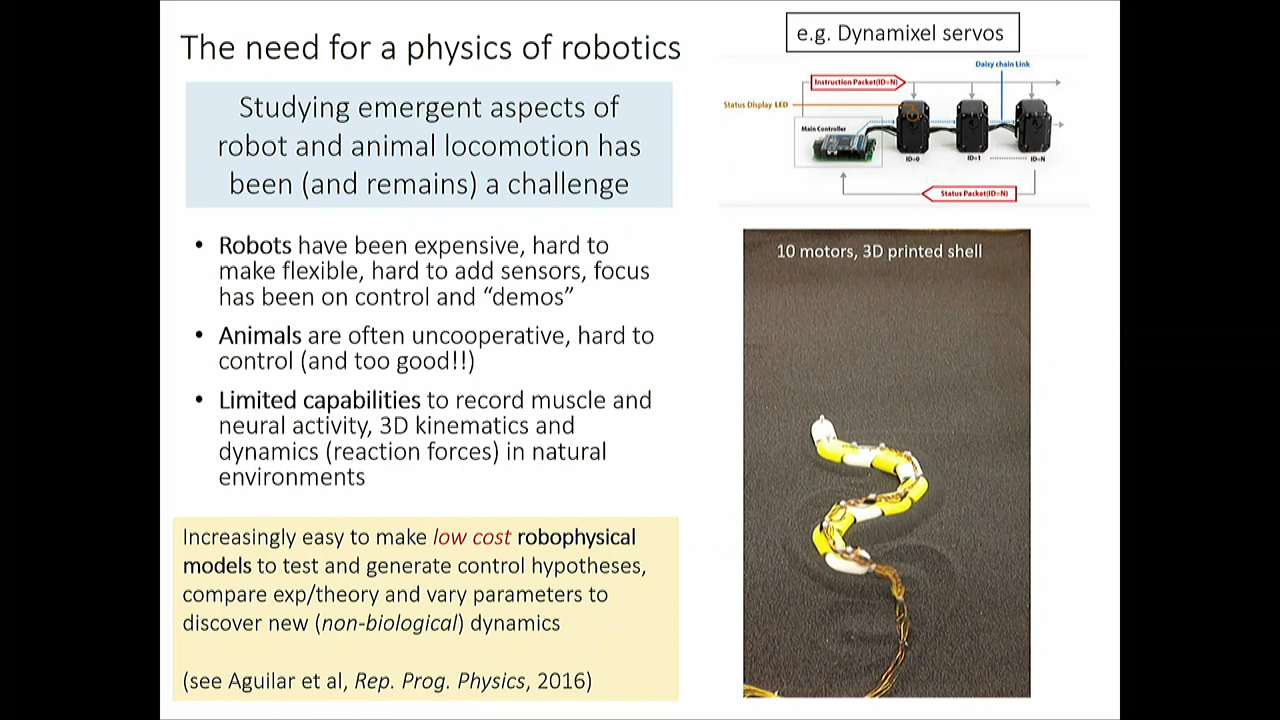 The need for a physics of robotics
Studying emergent aspects of
robot and animal locomotion has
been (and remains) a challenge
• Robots have been expensive, hard to
make flexible, hard to add sensors, focus
has been on control and “demos”
• Animals are often uncooperative, hard to
control (and too good!!)
• Limited capabilities to record muscle and
neural activity, 3D kinematics and
dynamics (reaction forces) in natural
environments
Increasingly easy to make low cost robophysical
models to test and generate control hypotheses,
compare exp/theory and vary parameters to
discover new (non-biological) dynamics
(see Aguilar et al, Rep. Prog. Physics, 2016)
e.g. Dynamixel servos
Daisy chain Link
Instruction Packet(ID=N)
Status Display LED
Main Controller
ID=0 ID=1 ID=N
Status Packet(ID=N)
10 motors, 3D printed shell